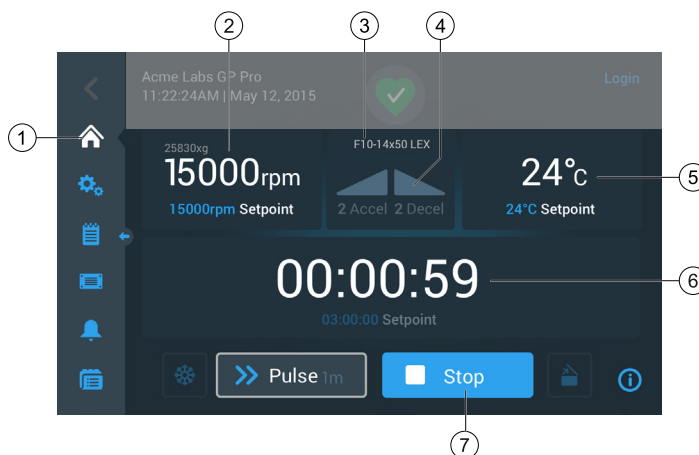 2
3
4
Acme Labs GP Pro
Login
11:22:24AM | May 12, 2015
1
25830xg
F10-14x50 LEX
15000rpm
24°c
5
15000rpm Setpoint
2 Accel 2 Decel
24°C Setpoint
00:00:59
6
03:00:00 Setpoint
Pulse 1m
Stop
7